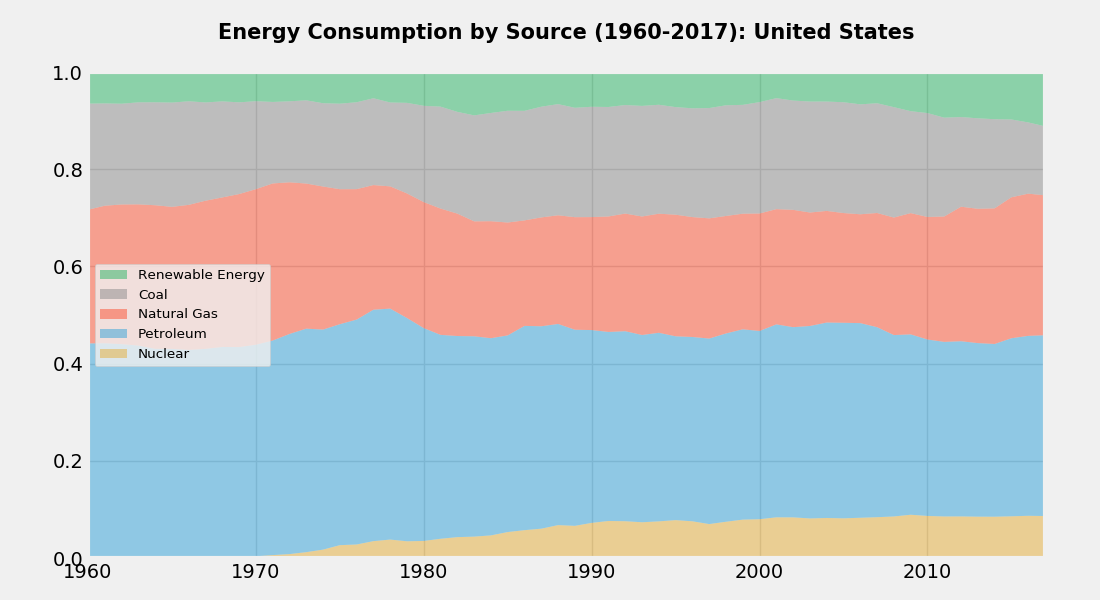 Energy Consumption by Source (1960-2017): United States
1.0
0.8
0.6
0.4
0.2
0.0
Renewable Energy
Coal
Natural Gas
Petroleum
Nuclear
1960 1970 1980 1990 2000 2010